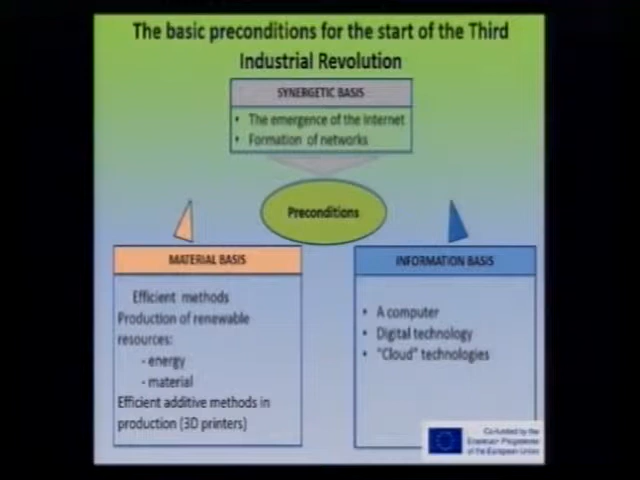 The basic preconditions for the start of the Third
Industrial Revolution
SYNERGETIC BASIS
• The emergence of the Internet
• Formation of networks
Preconditions
MATERIAL BASIS
Efficient methods
Production of renewable
resources:
- energy
- material
Efficient additive methods in
production (3D printers)
INFORMATION BASIS
• A computer
• Digital technology
• "Cloud" technologies
Co-funded by the
Erasmus+ Programme
of the European Union